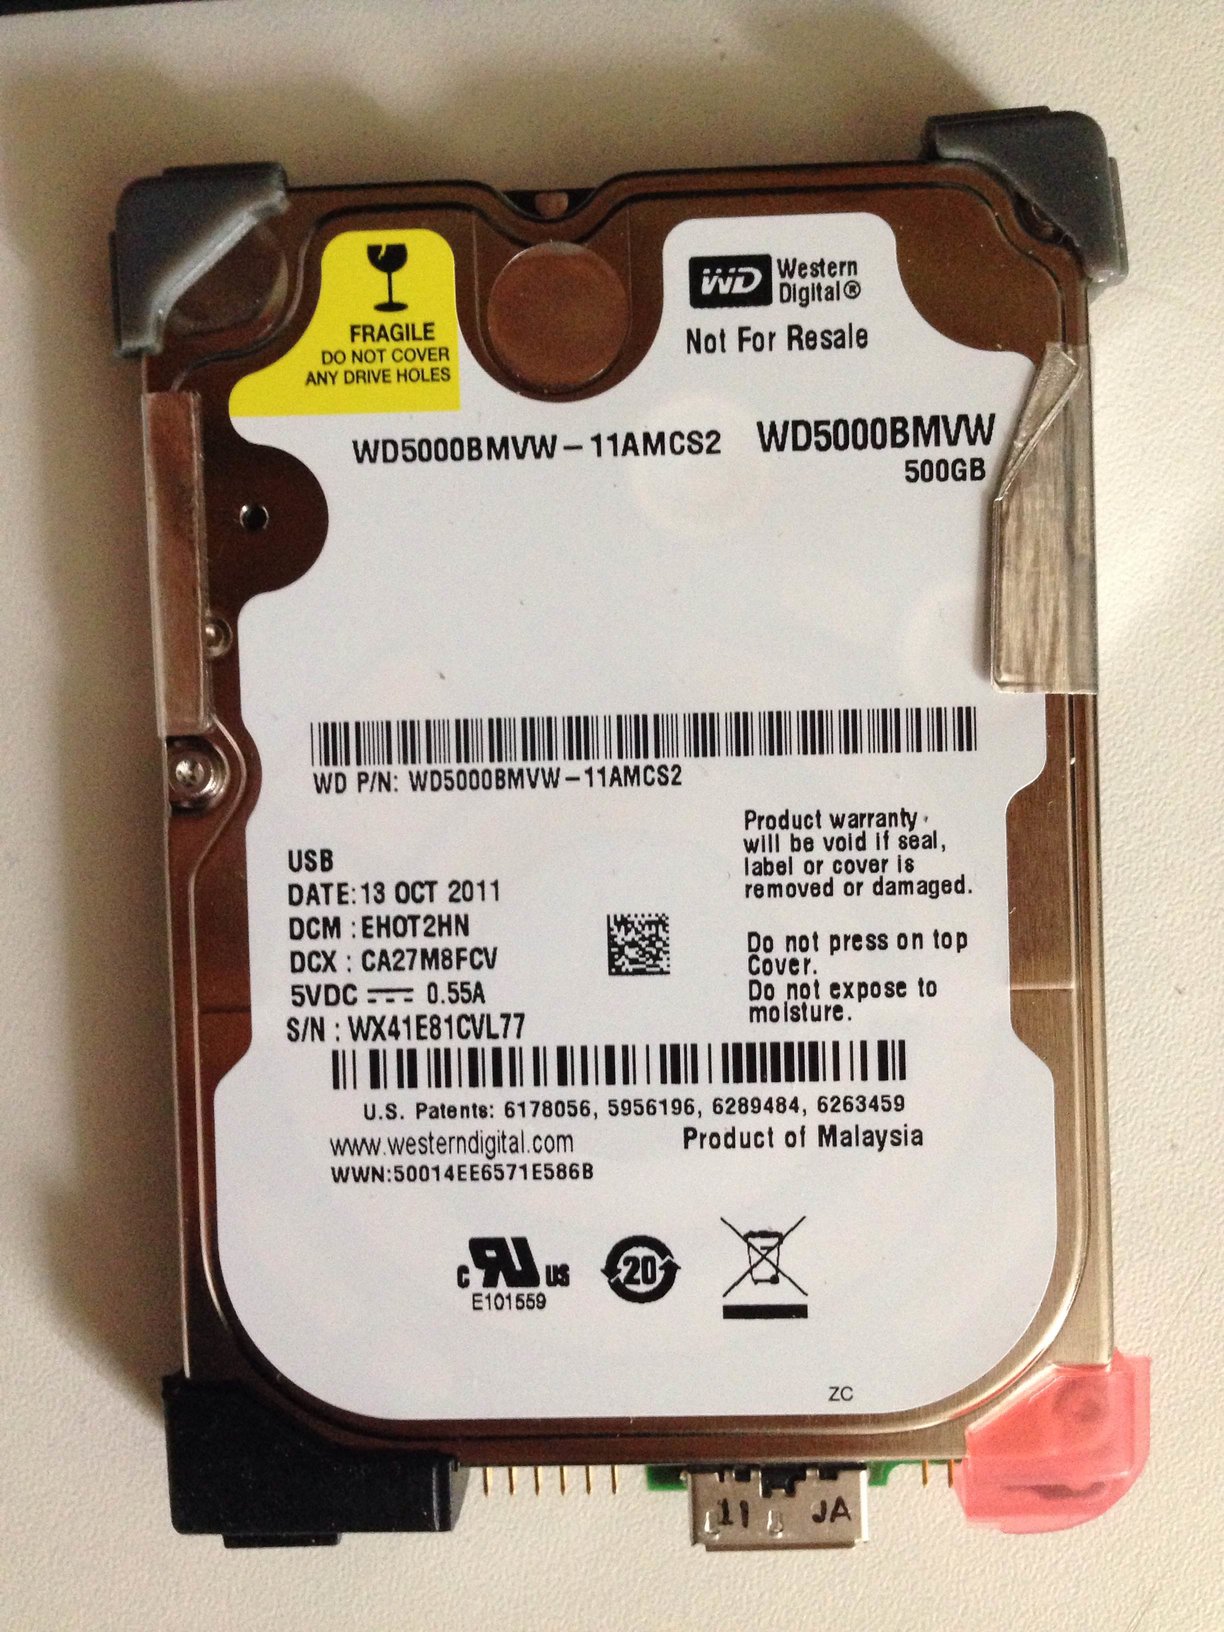 FRAGILE
DO NOT COVER
ANY DRIVE HOLES
WD Western
Digital®
Not For Resale
WD5000BMVW-11AMCS2 WD5000BMVW
500GB
WD P/N: WD5000BMVW-11AMCS2
Product warranty
will be void if seal,
label or cover is
removed or damaged.
USB
DATE: 13 OCT 2011
DCM : EHOT2HN
DCX : CA27M8FCV
5VDC 0.55A
S/N : WX41E81CVL77
Do not press on top
Cover.
Do not expose to
moisture.
U.S. Patents: 6178056, 5956196, 6289484, 6263459
www.westerndigital.com
Product of Malaysia
WWN:50014EE6571E586B
c RU US
E101559
20
ZC
11 JA